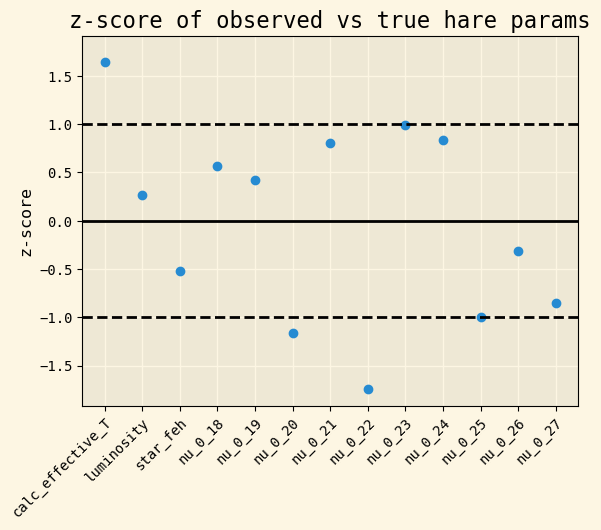 z-score of observed vs true hare params
z-score
1.5
1.0
0.5
0.0
−0.5
−1.0
−1.5
calc_effective_T
luminosity
star_feh
nu_0_18
nu_0_19
nu_0_20
nu_0_21
nu_0_22
nu_0_23
nu_0_24
nu_0_25
nu_0_26
nu_0_27